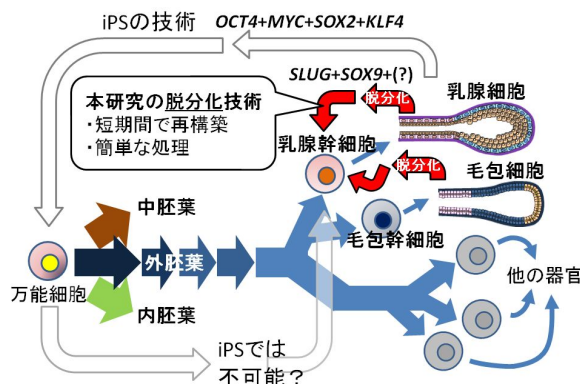 iPSの技術
OCT4+MYC+SOX2+KLF4
SLUG+SOX9+(?)
本研究の脱分化技術
・短期間で再構築
・簡単な処理
脱分化
乳腺細胞
乳腺幹細胞
脱分化
毛包細胞
毛包幹細胞
中胚葉
外胚葉
内胚葉
万能細胞
他の器官
iPSでは
不可能？